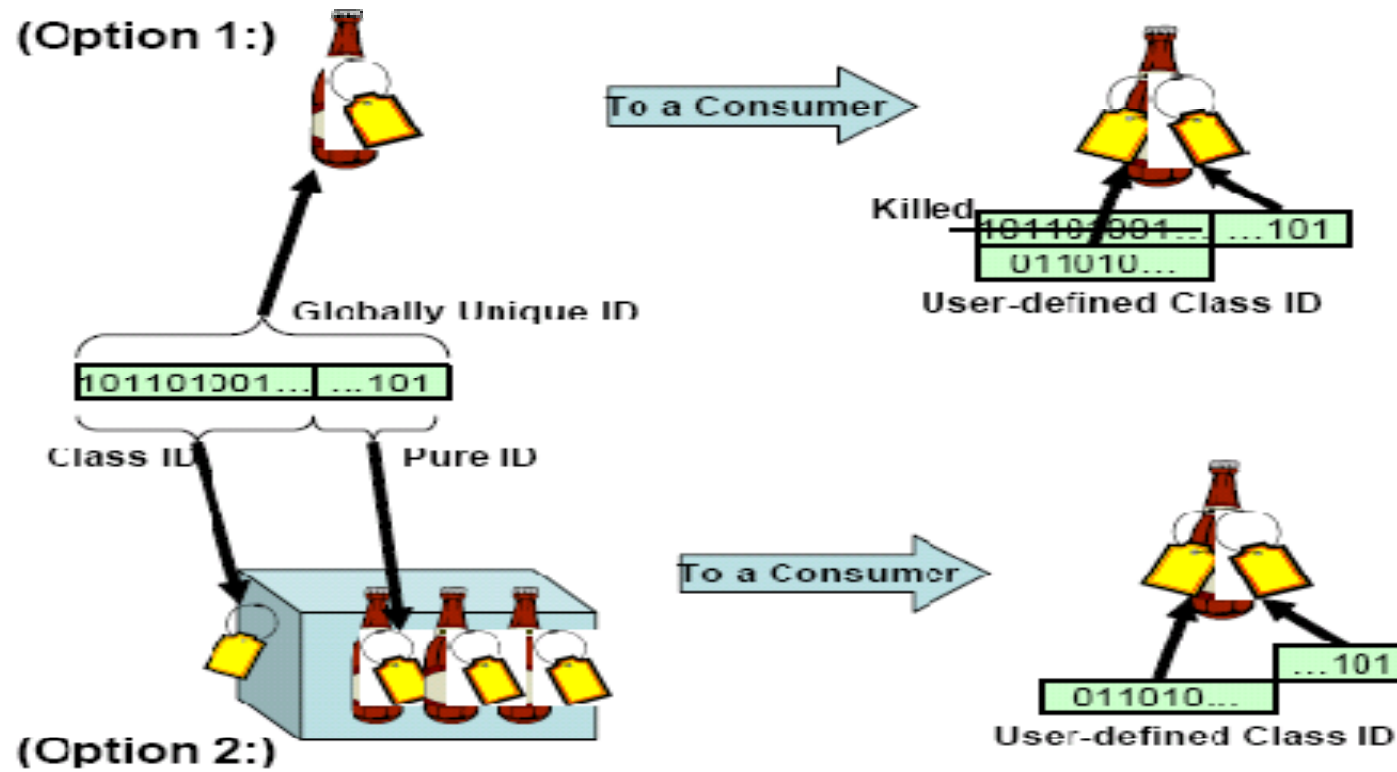 (Option 1:)
To a Consumer
Killed
101101001... ...101
011010...
User-defined Class ID
Globally Unique ID
101101001... ...101
Class ID Pure ID
To a Consumer
...101
011010...
User-defined Class ID
(Option 2:)